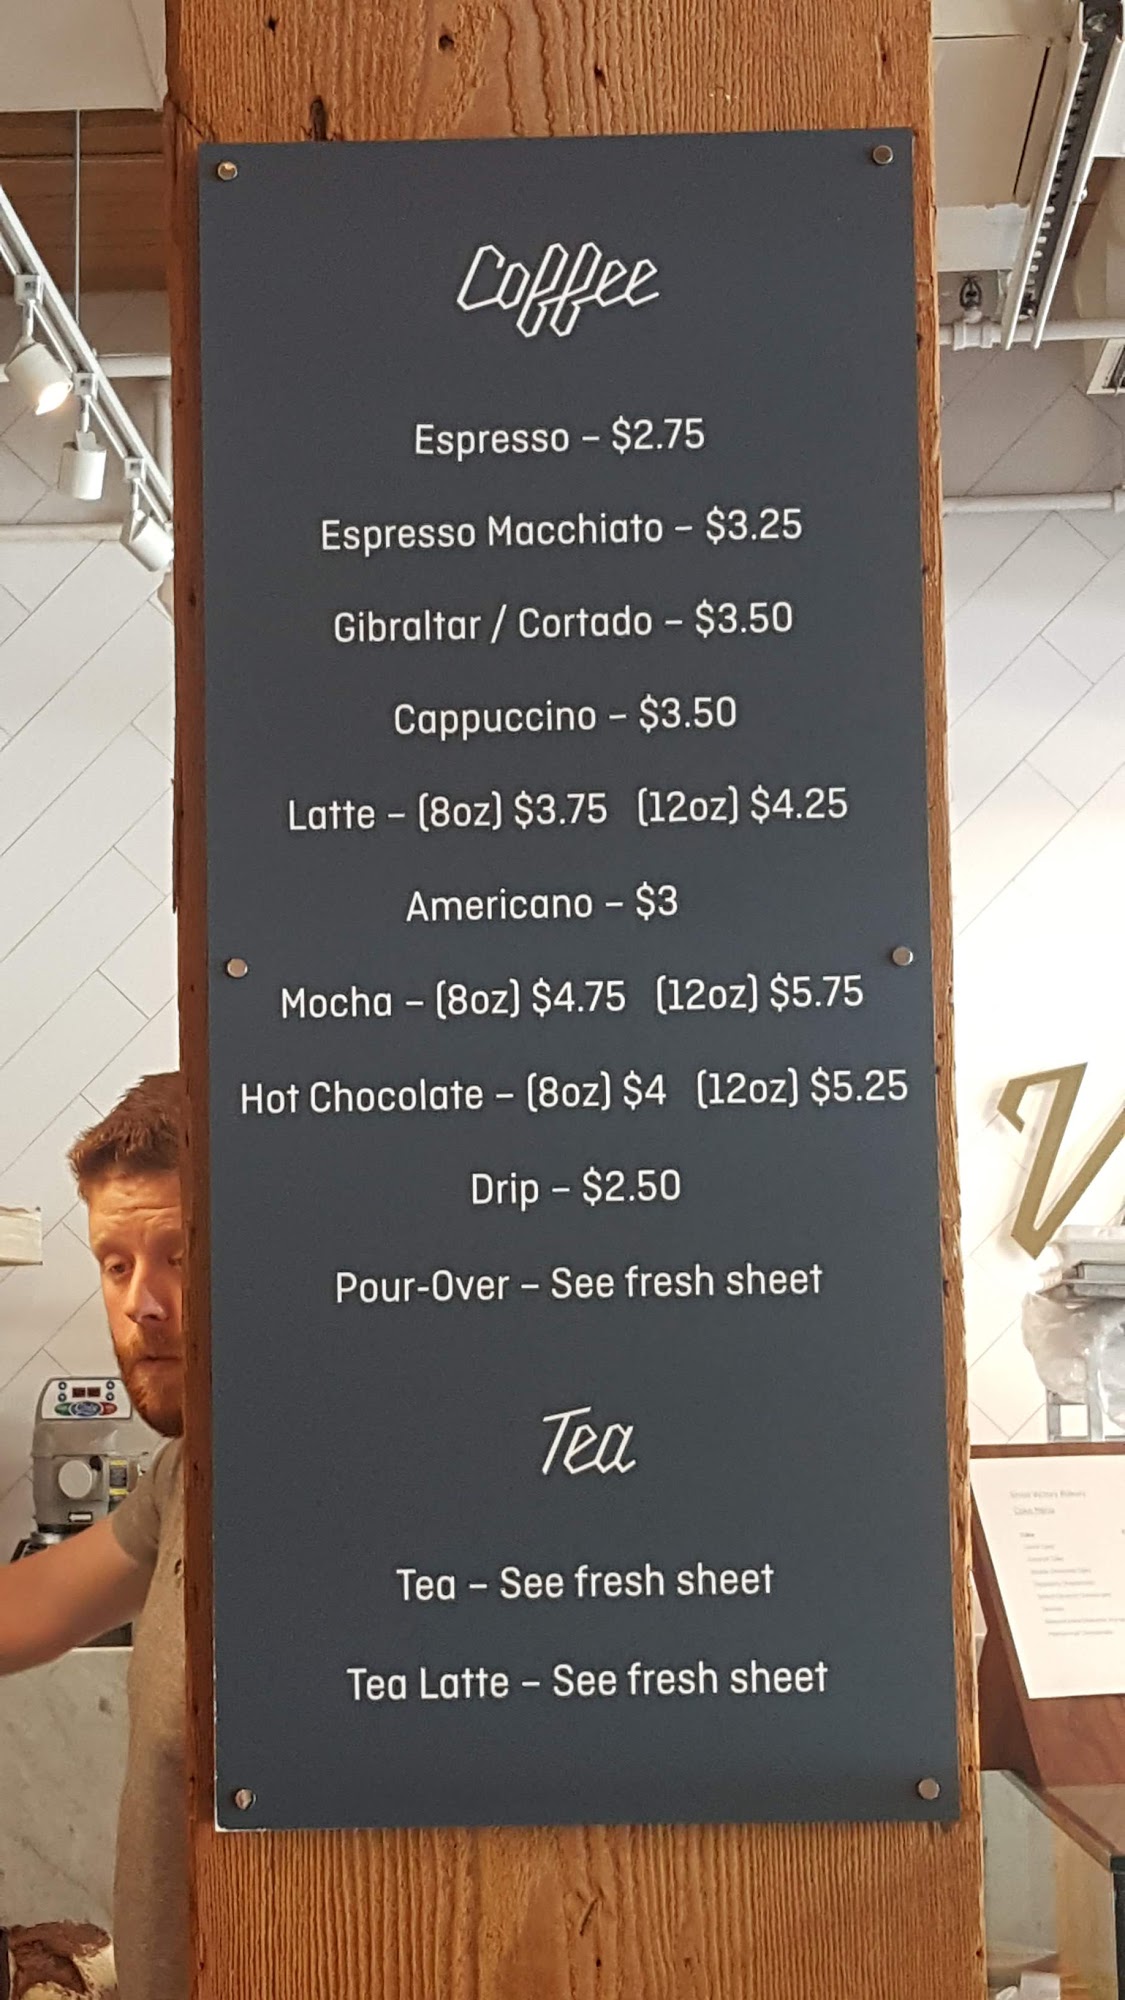 Coffee
Espresso – $2.75
Espresso Macchiato – $3.25
Gibraltar / Cortado – $3.50
Cappuccino – $3.50
Latte – (8oz) $3.75 (12oz) $4.25
Americano – $3
Mocha – (8oz) $4.75 (12oz) $5.75
Hot Chocolate – (8oz) $4 (12oz) $5.25
Drip – $2.50
Pour-Over – See fresh sheet
Tea
Tea – See fresh sheet
Tea Latte – See fresh sheet
V